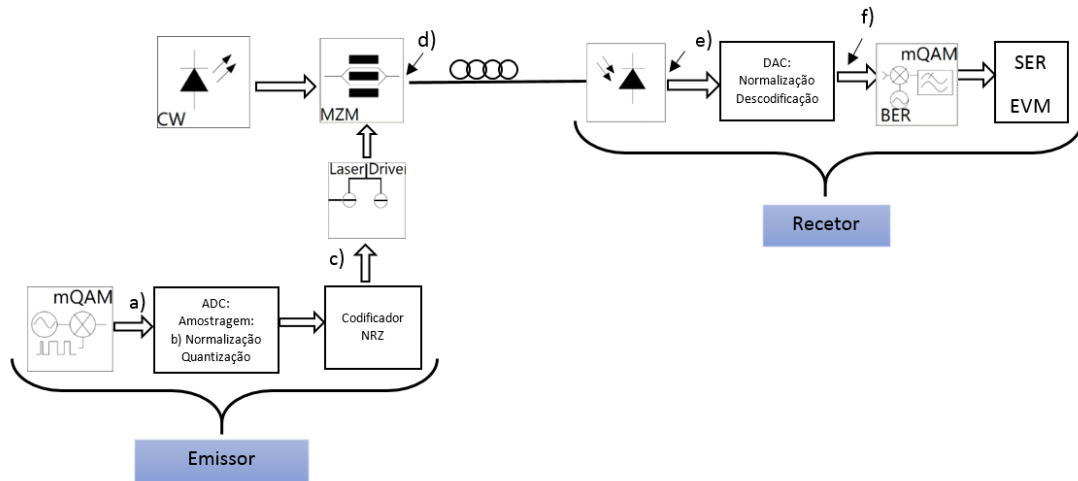 d)
e)
f)
CW
MZM
DAC:
Normalização
Descodificação
mQAM
BER
SER
EVM
Laser Driver
Recetor
c)
mQAM
a)
ADC:
Amostragem:
b) Normalização
Quantização
Codificador
NRZ
Emissor